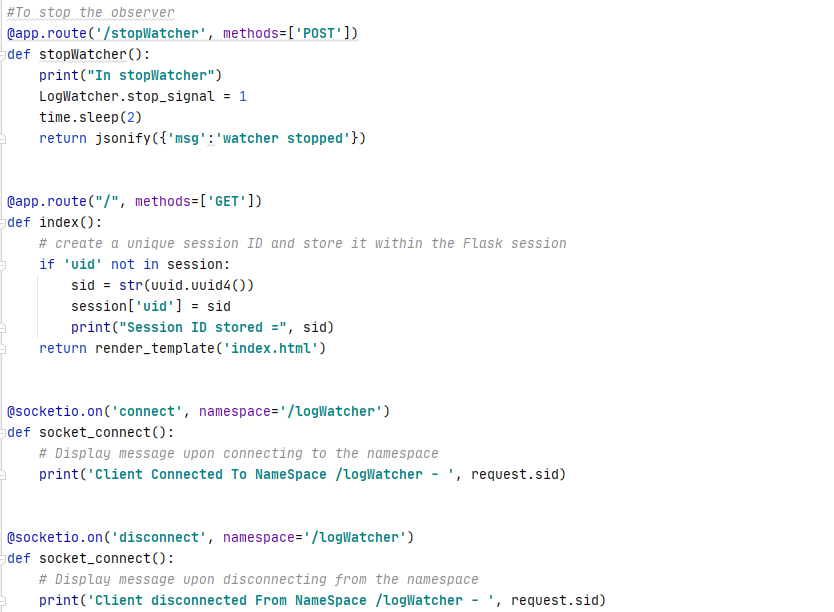 #To stop the observer
@app.route('/stopWatcher', methods=['POST'])
def stopWatcher():
    print("In stopWatcher")
    LogWatcher.stop_signal = 1
    time.sleep(2)
    return jsonify({'msg':'watcher stopped'})
@app.route("/", methods=['GET'])
def index():
    # create a unique session ID and store it within the Flask session
    if 'uid' not in session:
        sid = str(uuid.uuid4())
        session['uid'] = sid
        print("Session ID stored =", sid)
    return render_template('index.html')
@socketio.on('connect', namespace='/logWatcher')
def socket_connect():
    # Display message upon connecting to the namespace
    print('Client Connected To NameSpace /logWatcher - ', request.sid)
@socketio.on('disconnect', namespace='/logWatcher')
def socket_connect():
    # Display message upon disconnecting from the namespace
    print('Client disconnected From NameSpace /logWatcher - ', request.sid)